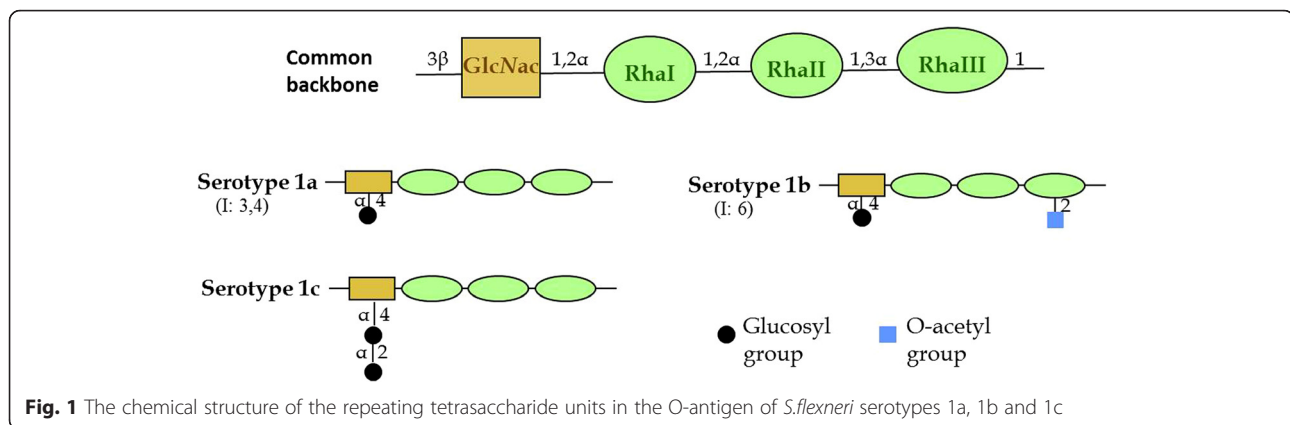 Common
backbone
3β GlcNac 1,2α RhaI 1,2α RhaII 1,3α RhaIII 1
Serotype 1a
(I: 3,4)
α 4
Serotype 1b
(I: 6)
α 4
2
Serotype 1c
α 4
α 2
Glucosyl
group
O-acetyl
group
Fig. 1 The chemical structure of the repeating tetrasaccharide units in the O-antigen of S.flexneri serotypes 1a, 1b and 1c